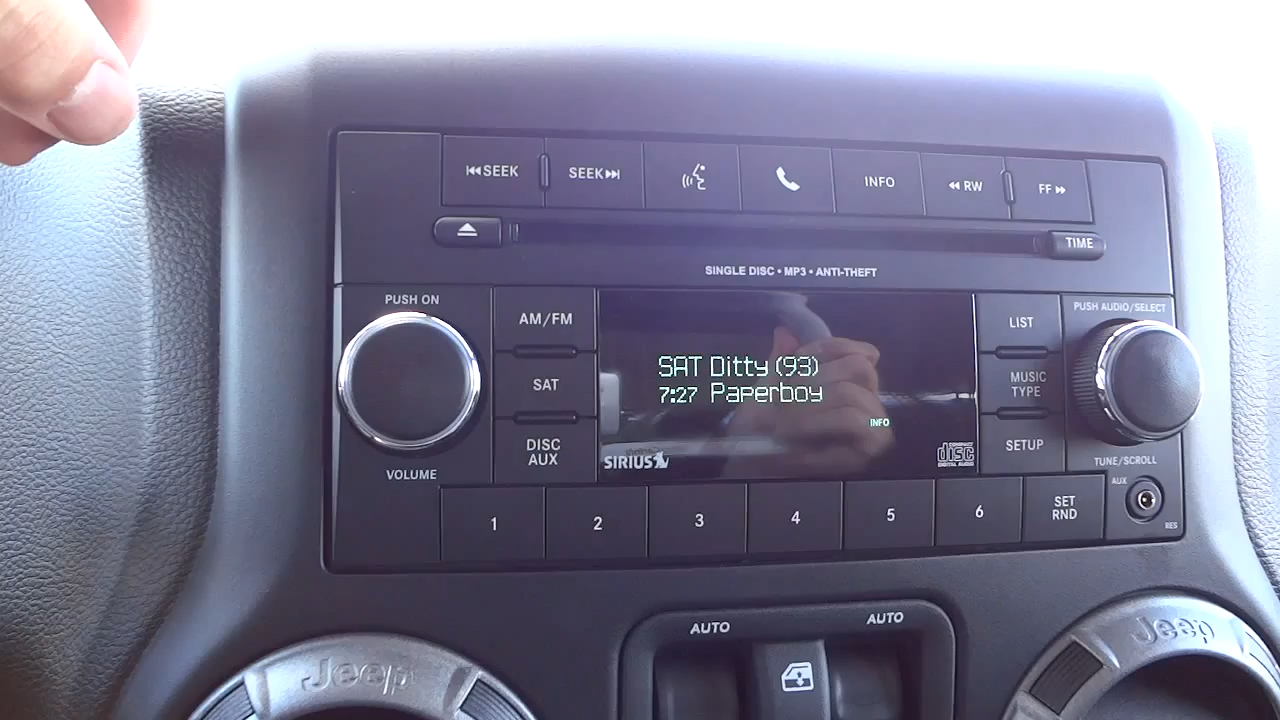 ⏮SEEK
SEEK⏭
INFO
◀◀ RW
FF ▶▶
TIME
SINGLE DISC • MP3 • ANTI-THEFT
PUSH ON
VOLUME
AM/FM
SAT
DISC
AUX
SAT Ditty (93)
7:27 Paperboy
INFO
SIRIUS
COMPACT
disc
DIGITAL AUDIO
LIST
MUSIC
TYPE
SETUP
PUSH AUDIO/SELECT
TUNE/SCROLL
AUX
RES
1
2
3
4
5
6
SET
RND
AUTO
AUTO
Jeep
Jeep